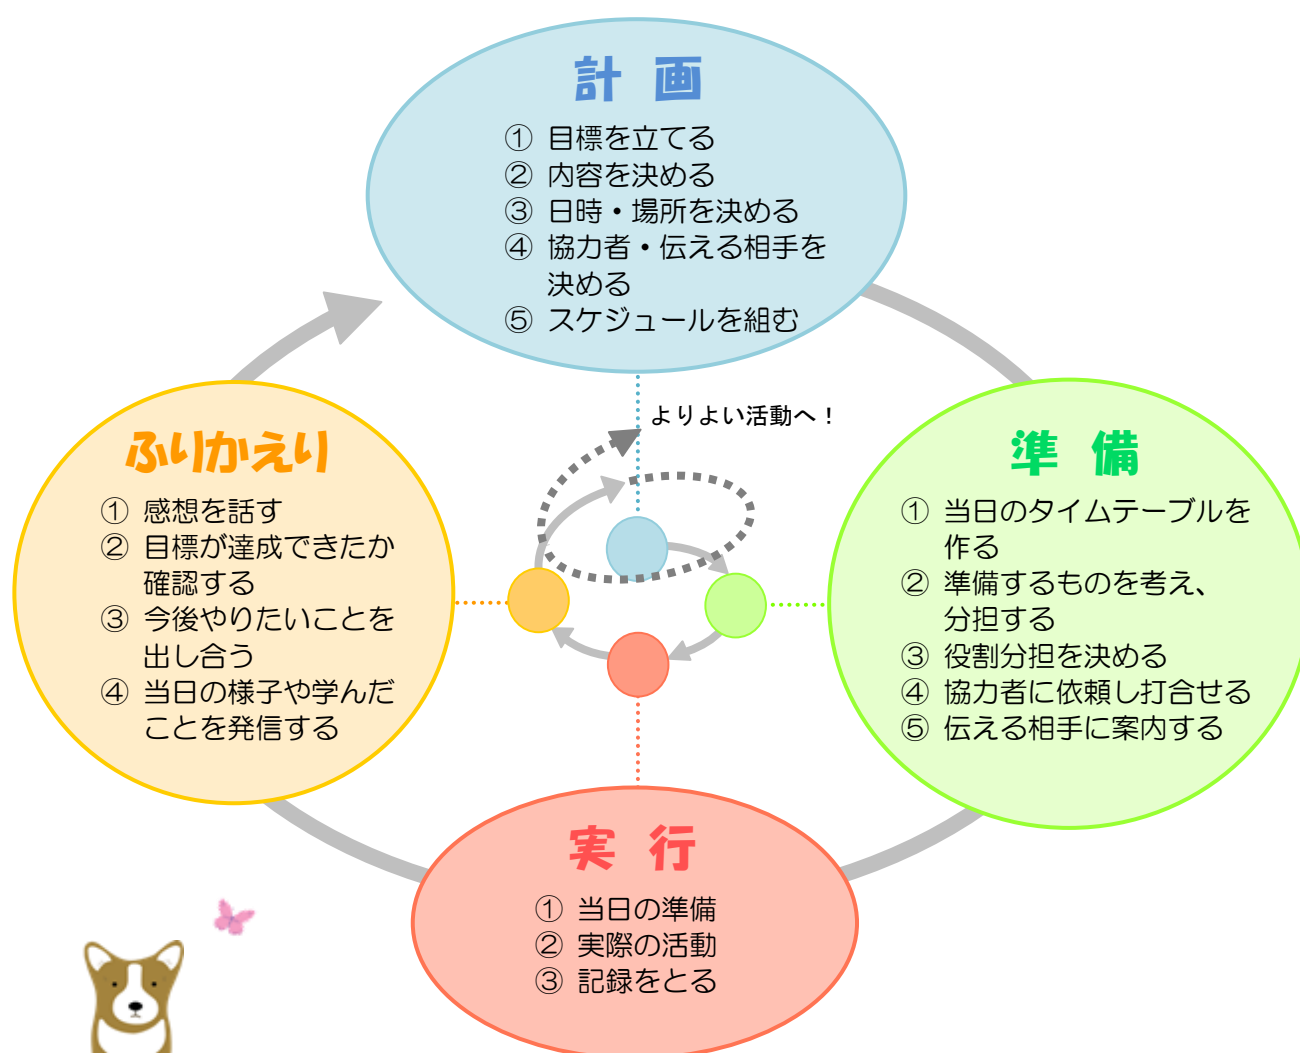 計 画
① 目標を立てる
② 内容を決める
③ 日時・場所を決める
④ 協力者・伝える相手を
決める
⑤ スケジュールを組む
よりよい活動へ！
ふりかえり
① 感想を話す
② 目標が達成できたか
確認する
③ 今後やりたいことを
出し合う
④ 当日の様子や学んだ
ことを発信する
準 備
① 当日のタイムテーブルを
作る
② 準備するものを考え、
分担する
③ 役割分担を決める
④ 協力者に依頼し打合せる
⑤ 伝える相手に案内する
実 行
① 当日の準備
② 実際の活動
③ 記録をとる